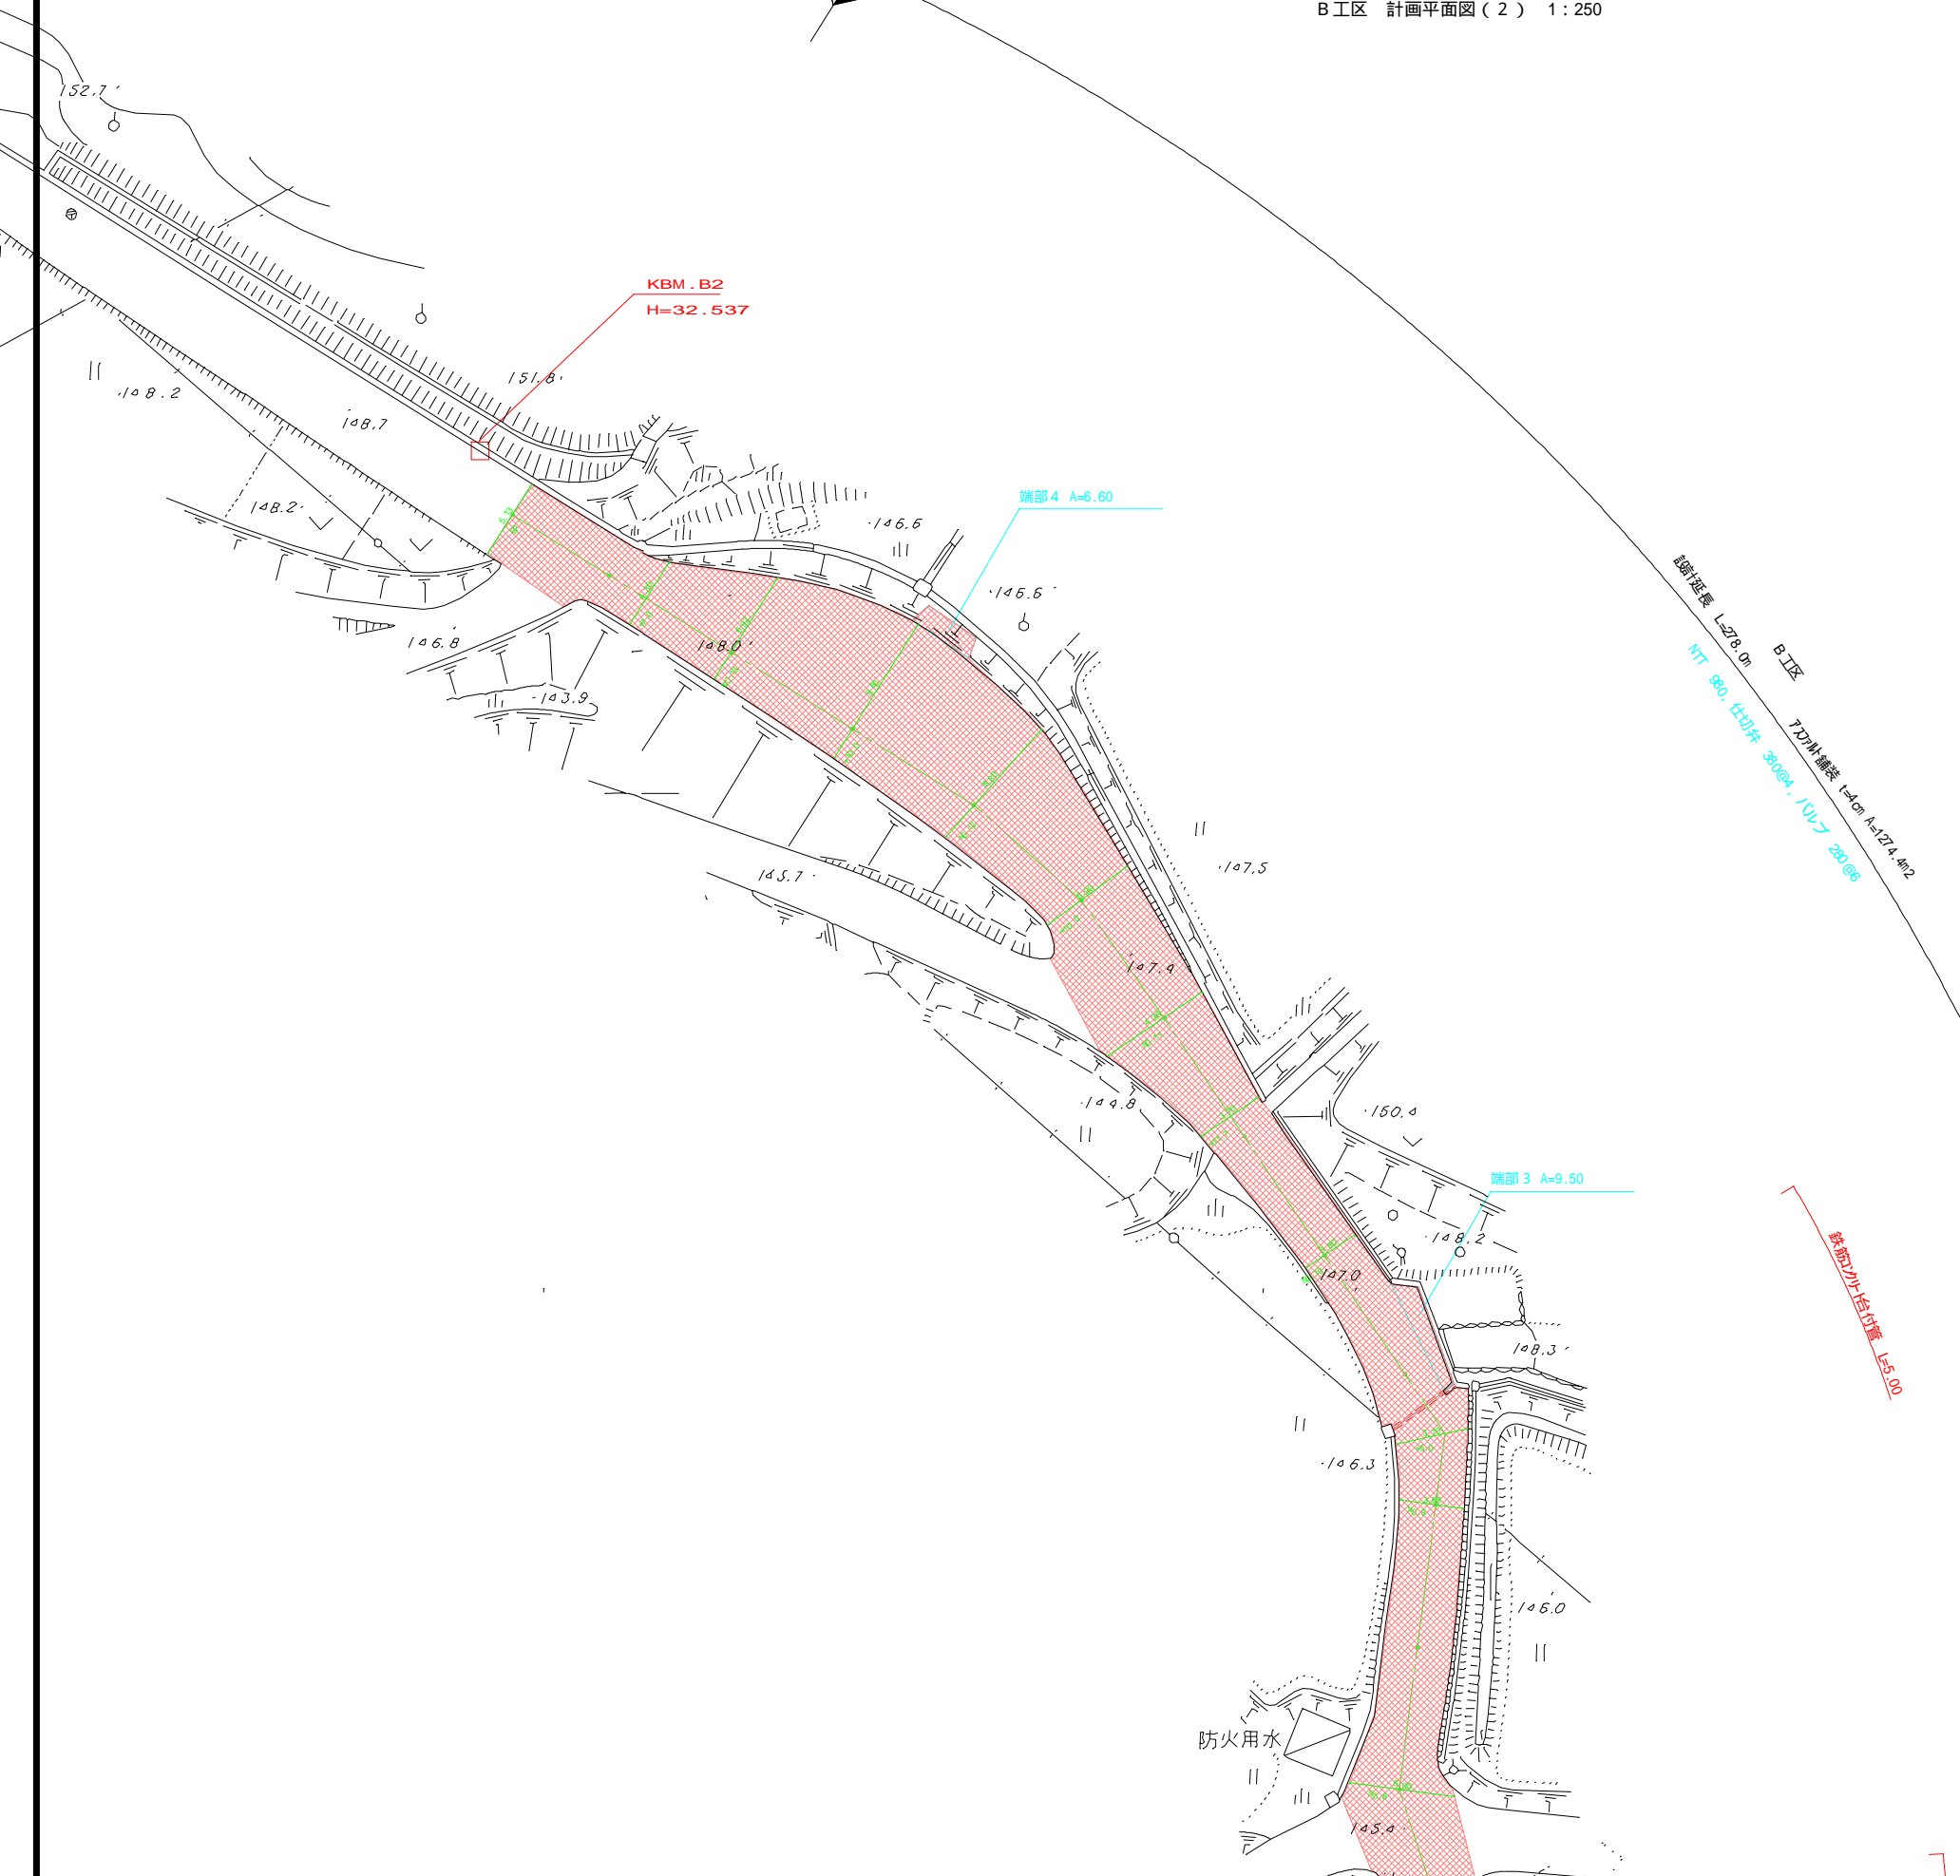 B工区 計画平面図(2) 1:250
152.7
KBM.B2
H=32.537
151.8
148.2
148.7
148.2
端部4 A=6.60
146.6
146.6
146.8
148.0
143.9
設計延長 L=278.0m
B工区
NTT 980, 仕切弁 380@4, バルブ 280@6
アスファルト舗装 t=4cm A=1274.4m2
147.5
145.7
147.4
144.8
150.4
端部3 A=9.50
148.2
147.0
鉄筋コンクリート台付管 L=5.00
148.3
146.3
146.0
防火用水
145.4